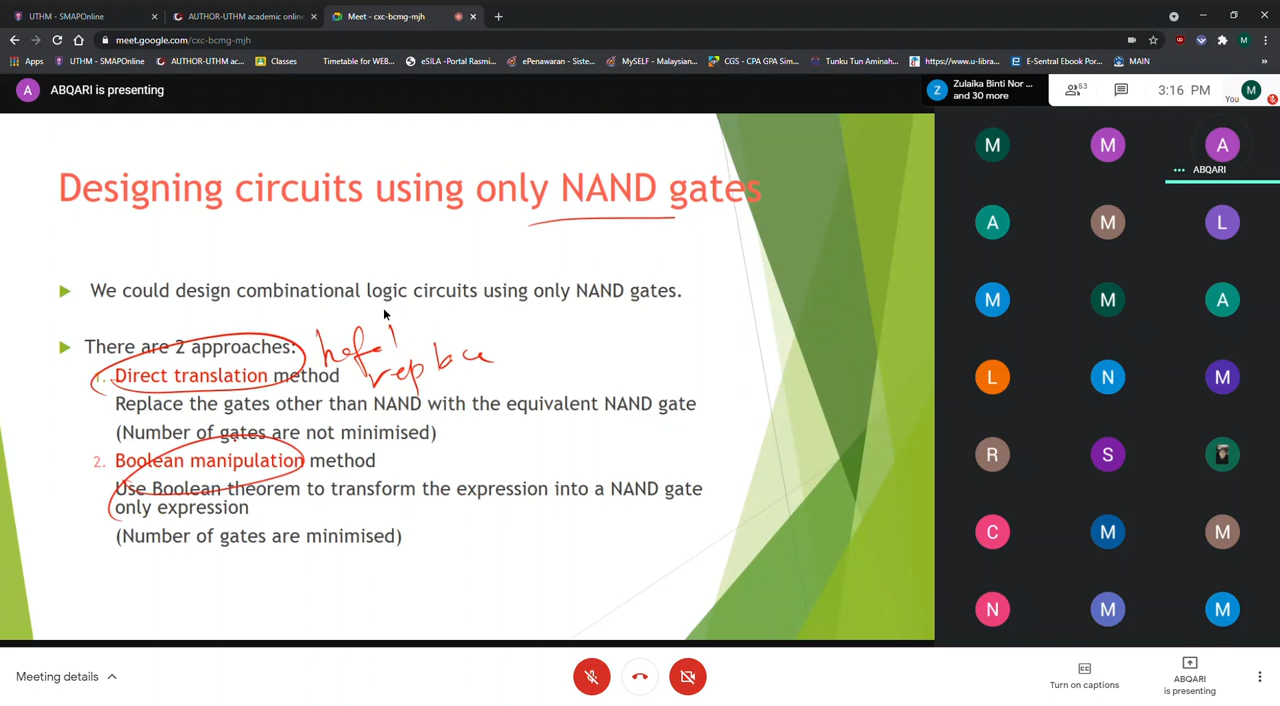 UTHM - SMAPOnline
AUTHOR-UTHM academic onlin
Meet - cxc-bcmg-mjh
meet.google.com/cxc-bcmg-mjh
M
Apps
UTHM - SMAPOnline
AUTHOR-UTHM ac...
Classes
Timetable for WEB...
eSILA -Portal Rasmi...
ePenawaran - Siste...
MySELF - Malaysian...
CGS - CPA GPA Sim...
Tunku Tun Aminah...
https://www.u-libra...
E-Sentral Ebook Por...
MAIN
»
A
ABQARI is presenting
Z
Zulaika Binti Nor ...
and 30 more
53
3:16 PM
You
M
Designing circuits using only NAND gates
We could design combinational logic circuits using only NAND gates.
There are 2 approaches:
1. Direct translation method
replace
Replace the gates other than NAND with the equivalent NAND gate
(Number of gates are not minimised)
2. Boolean manipulation method
Use Boolean theorem to transform the expression into a NAND gate
only expression
(Number of gates are minimised)
M M A
ABQARI
A M L
M M A
L N M
R S
C M M
N M M
Meeting details
Turn on captions
ABQARI
is presenting